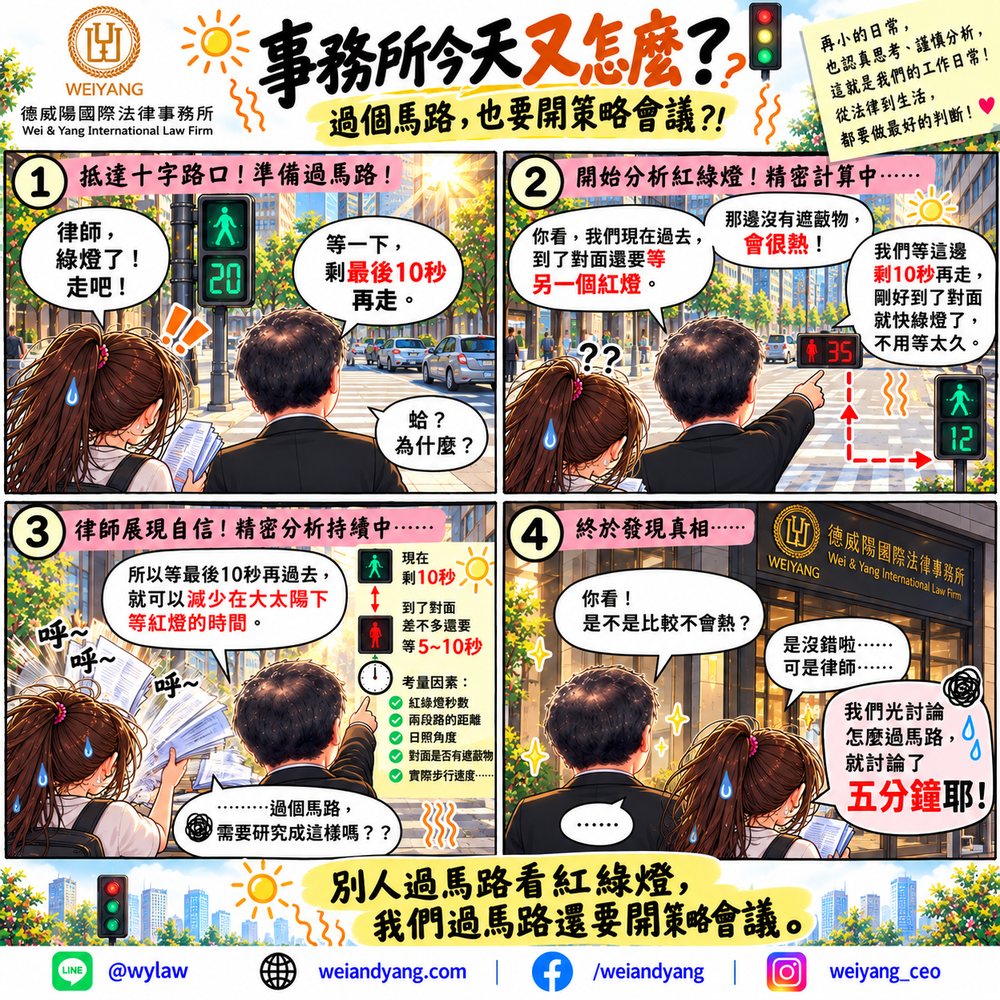 WEIYANG
德威陽國際法律事務所
Wei & Yang International Law Firm
事務所今天又怎麼??
過個馬路,也要開策略會議?!
再小的日常,
也認真思考、謹慎分析,
這就是我們的工作日常!
從法律到生活,
都要做最好的判斷!
1 抵達十字路口!準備過馬路!
律師,
綠燈了!
走吧!
!!
20
等一下,
剩最後10秒
再走。
蛤?
為什麼?
2 開始分析紅綠燈!精密計算中⋯⋯
你看,我們現在過去,
到了對面還要等
另一個紅燈。
那邊沒有遮蔽物,
會很熱!
我們等這邊
剩10秒再走,
剛好到了對面
就快綠燈了,
不用等太久。
??
35
12
3 律師展現自信!精密分析持續中⋯⋯
所以等最後10秒再過去,
就可以減少在大太陽下
等紅燈的時間。
呼~
呼~
呼~
現在
剩10秒
到了對面
差不多還要
等5~10秒
考量因素:
紅綠燈秒數
兩段路的距離
日照角度
對面是否有遮蔽物
實際步行速度⋯⋯
⋯⋯⋯過個馬路,
需要研究成這樣嗎??
4 終於發現真相⋯⋯
WEIYANG
德威陽國際法律事務所
Wei & Yang International Law Firm
你看!
是不是比較不會熱?
是沒錯啦⋯⋯
可是律師⋯⋯
我們光討論
怎麼過馬路,
就討論了
五分鐘耶!
⋯⋯
別人過馬路看紅綠燈,
我們過馬路還要開策略會議。
LINE @wylaw | weiandyang.com | /weiandyang | weiyang_ceo